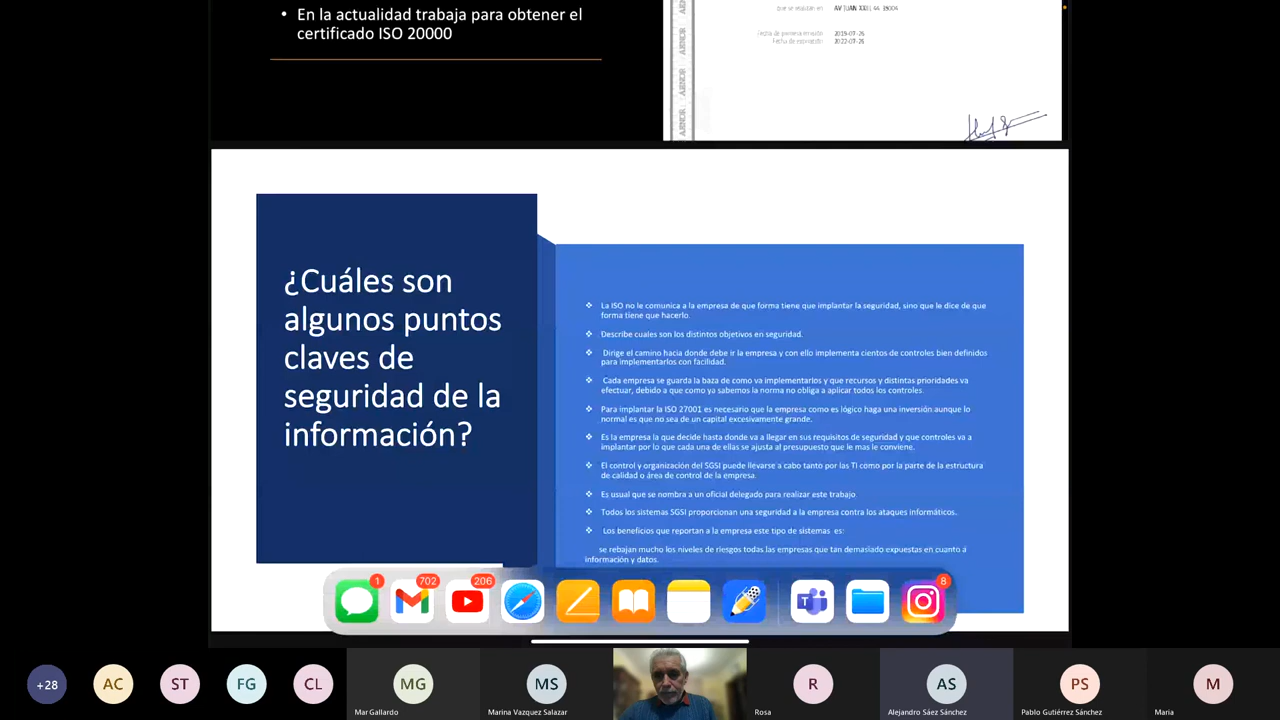 • En la actualidad trabaja para obtener el
certificado ISO 20000
AENOR
AENOR
AENOR
que se realizan en
AV JUAN XXIII, 44. 28004
Fecha de primera emisión
2019-07-26
Fecha de expiración
2022-07-26
¿Cuáles son
algunos puntos
claves de
seguridad de la
información?
❖ La ISO no le comunica a la empresa de que forma tiene que implantar la seguridad, sino que le dice de que
forma tiene que hacerlo.
❖ Describe cuales son los distintos objetivos en seguridad.
❖ Dirige el camino hacia donde debe ir la empresa y con ello implementa cientos de controles bien definidos
para implementarlos con facilidad.
❖ Cada empresa se guarda la baza de como va implementarlos y que recursos y distintas prioridades va
efectuar, debido a que como ya sabemos la norma no obliga a aplicar todos los controles.
❖ Para implantar la ISO 27001 es necesario que la empresa como es lógico haga una inversión aunque lo
normal es que no sea de un capital excesivamente grande.
❖ Es la empresa la que decide hasta donde va a llegar en sus requisitos de seguridad y que controles va a
implantar por lo que cada una de ellas se ajusta al presupuesto que le mas le conviene.
❖ El control y organización del SGSI puede llevarse a cabo tanto por las TI como por la parte de la estructura
de calidad o área de control de la empresa.
❖ Es usual que se nombra a un oficial delegado para realizar este trabajo.
❖ Todos los sistemas SGSI proporcionan una seguridad a la empresa contra los ataques informáticos.
❖ Los beneficios que reportan a la empresa este tipo de sistemas es:
se rebajan mucho los niveles de riesgos todas las empresas que tan demasiado expuestas en cuanto a
información y datos.
1
702
206
8
+28
AC
ST
FG
CL
MG
Mar Gallardo
MS
Marina Vazquez Salazar
R
Rosa
AS
Alejandro Sáez Sánchez
PS
Pablo Gutiérrez Sánchez
M
Maria